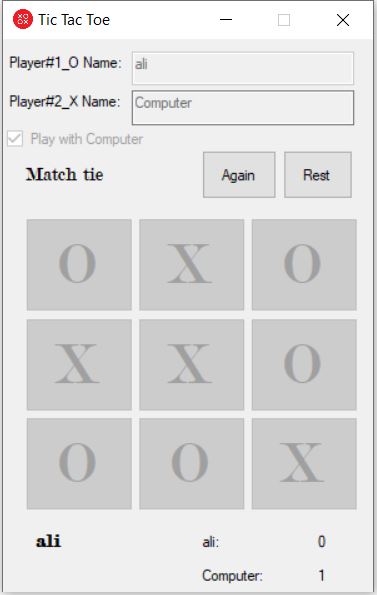 Tic Tac Toe
Player#1_O Name: ali
Player#2_X Name: Computer
Play with Computer
Match tie Again Rest
O X O
X X O
O O X
ali ali: 0
Computer: 1